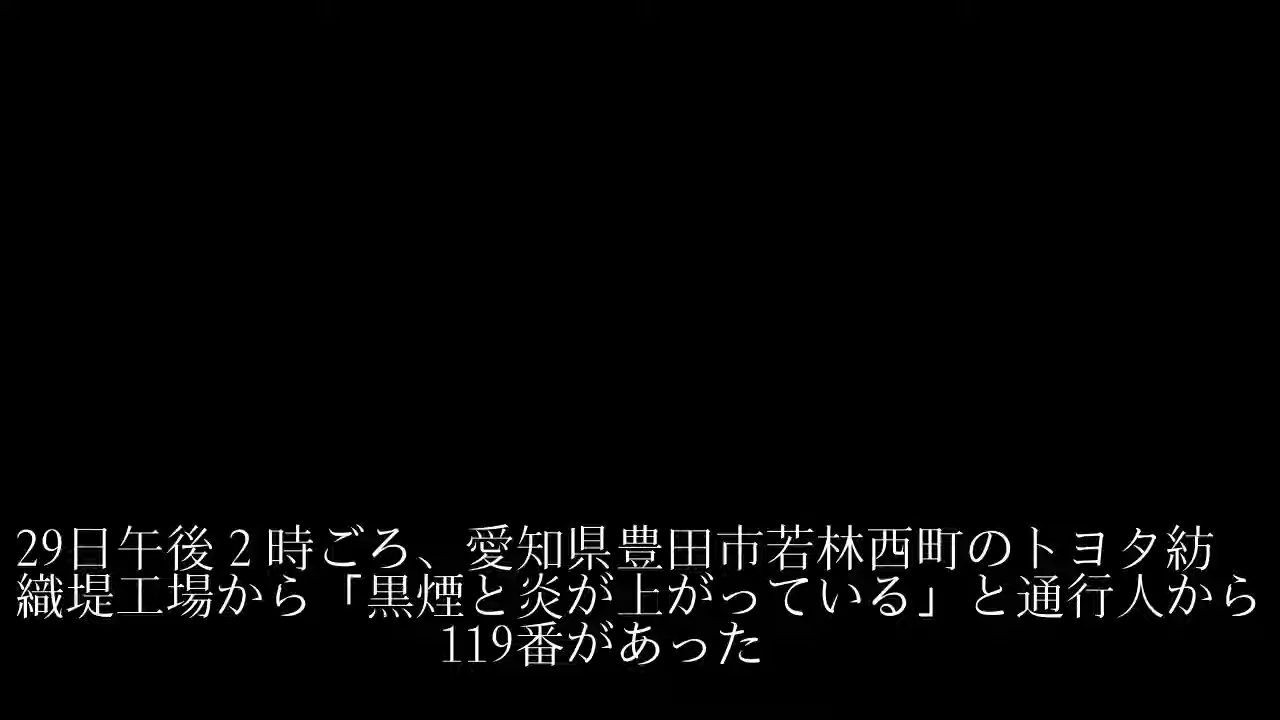 29日午後２時ごろ、愛知県豊田市若林西町のトヨタ紡
織堤工場から「黒煙と炎が上がっている」と通行人から
119番があった